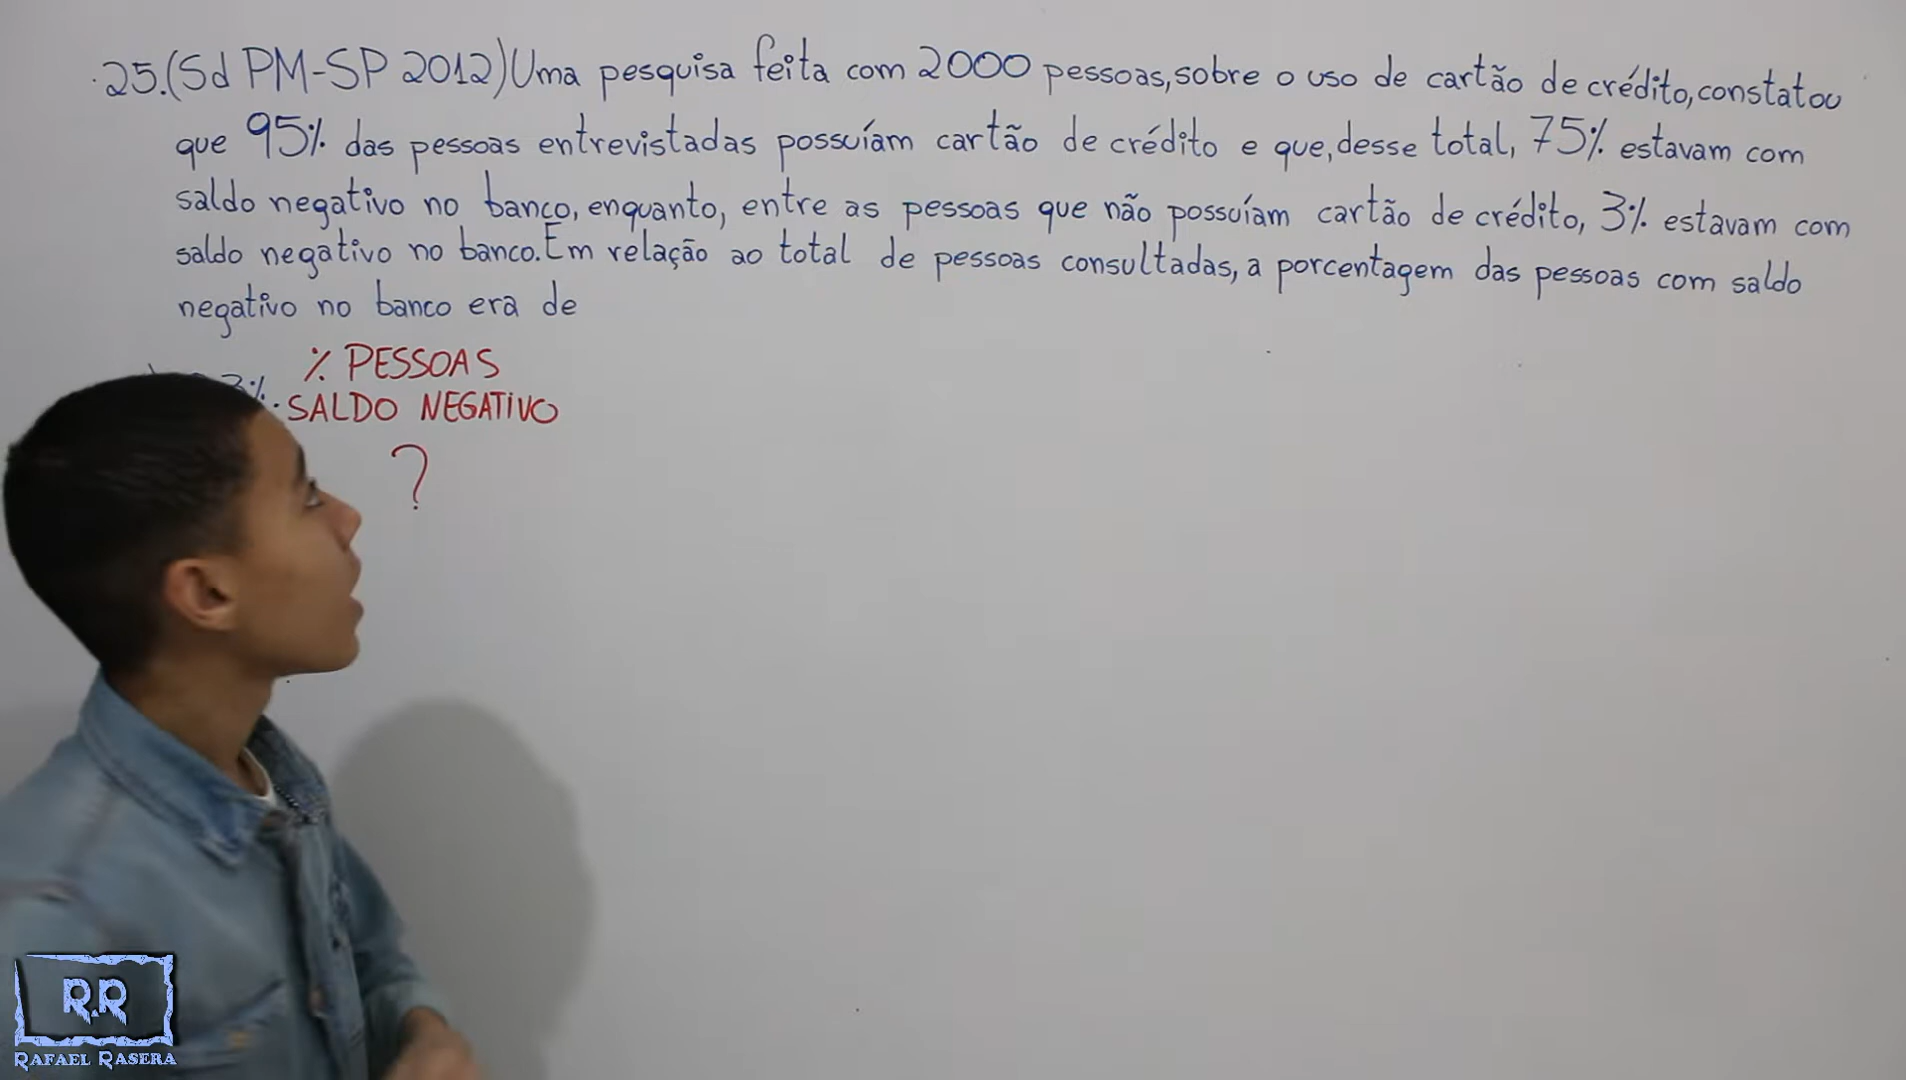 25.(Sd PM-SP 2012) Uma pesquisa feita com 2000 pessoas, sobre o uso de cartão de crédito, constatou
que 95% das pessoas entrevistadas possuíam cartão de crédito e que, desse total, 75% estavam com
saldo negativo no banco, enquanto, entre as pessoas que não possuíam cartão de crédito, 3% estavam com
saldo negativo no banco. Em relação ao total de pessoas consultadas, a porcentagem das pessoas com saldo
negativo no banco era de
% PESSOAS
SALDO NEGATIVO
?
R.R
RAFAEL RASERA